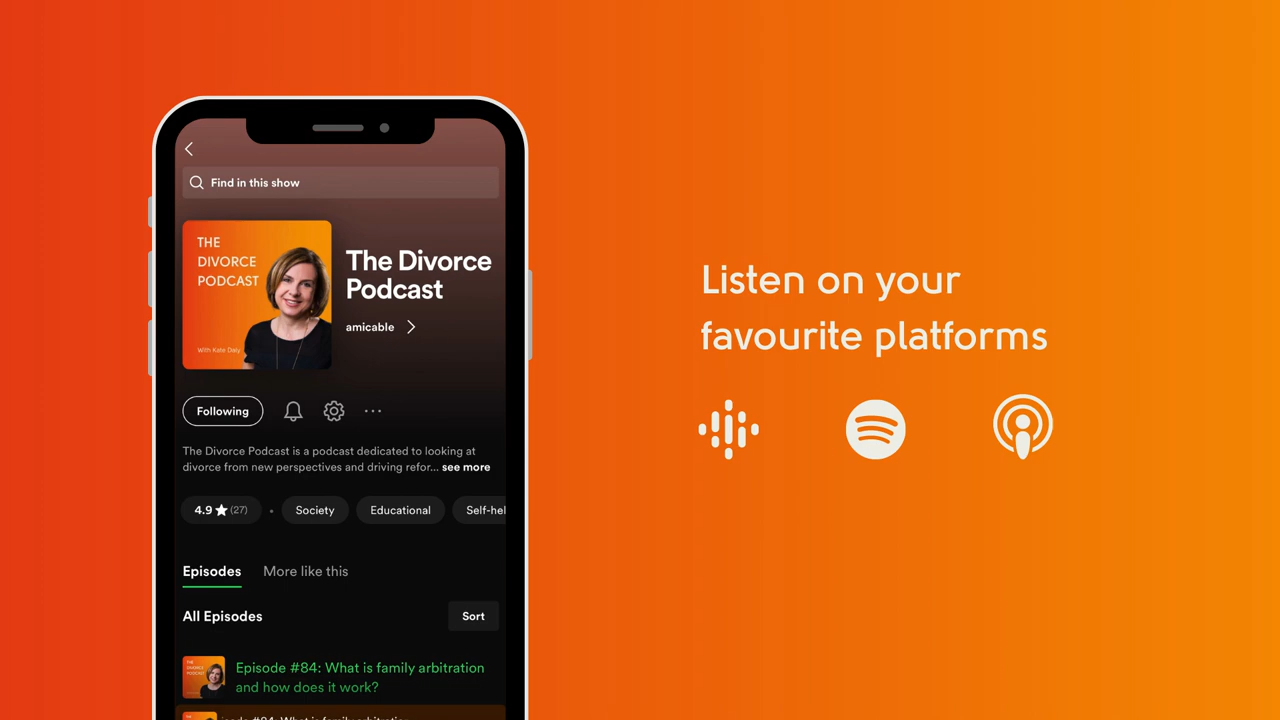 Find in this show
THE
DIVORCE
PODCAST
With Kate Daly
The Divorce
Podcast
amicable
Following
The Divorce Podcast is a podcast dedicated to looking at
divorce from new perspectives and driving refor... see more
4.9 ★ (27)
Society
Educational
Self-hel
Episodes
More like this
All Episodes
Sort
THE
DIVORCE
PODCAST
Episode #84: What is family arbitration
and how does it work?
Listen on your
favourite platforms